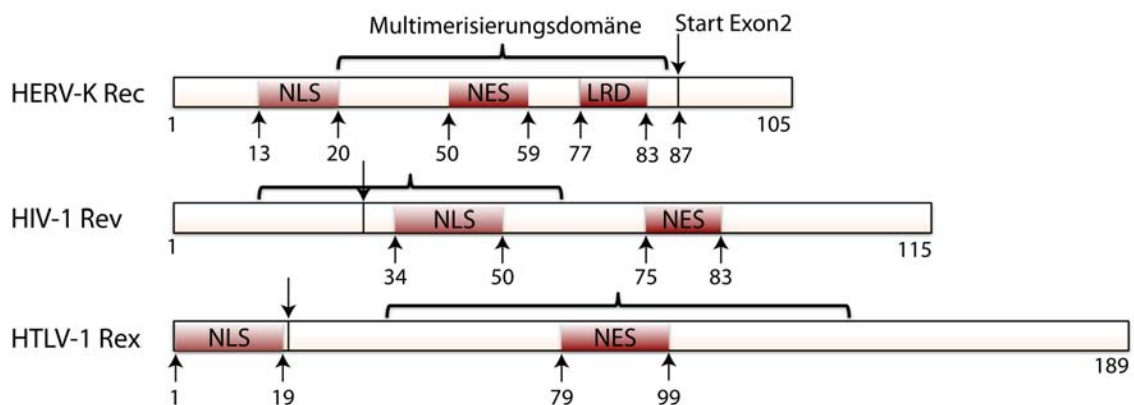 Multimerisierungsdomäne Start Exon2
HERV-K Rec NLS NES LRD
1 105
13 20 50 59 77 83 87
HIV-1 Rev NLS NES
1 115
34 50 75 83
HTLV-1 Rex NLS NES
189
1 19 79 99